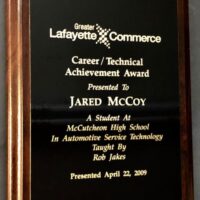 Greater
Lafayette Commerce
Career / Technical
Achievement Award
Presented To
JARED MCCOY
A Student At
McCutcheon High School
In Automotive Service Technology
Taught By
Rob Jakes
Presented April 22, 2009